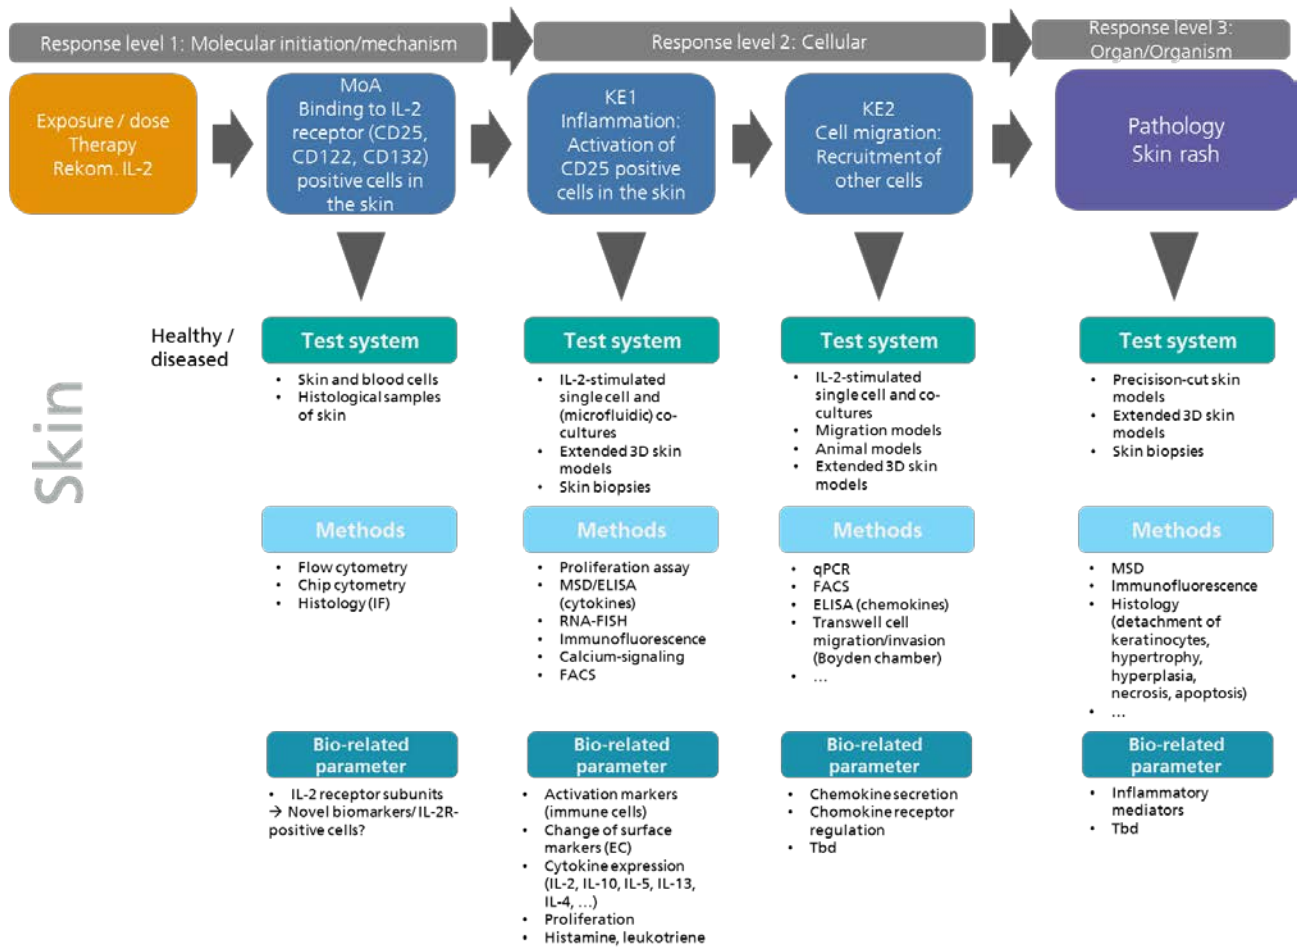 Response level 1: Molecular initiation/mechanism
Response level 2: Cellular
Response level 3:
Organ/Organism
Exposure / dose
Therapy
Rekom. IL-2
MoA
Binding to IL-2
receptor (CD25,
CD122, CD132)
positive cells in
the skin
KE1
Inflammation:
Activation of
CD25 positive
cells in the skin
KE2
Cell migration:
Recruitment of
other cells
Pathology
Skin rash
Skin
Healthy /
diseased
Test system
• Skin and blood cells
• Histological samples
of skin
Test system
• IL-2-stimulated
single cell and
(microfluidic) co-
cultures
• Extended 3D skin
models
• Skin biopsies
Test system
• IL-2-stimulated
single cell and co-
cultures
• Migration models
• Animal models
• Extended 3D skin
models
Test system
• Precisison-cut skin
models
• Extended 3D skin
models
• Skin biopsies
Methods
• Flow cytometry
• Chip cytometry
• Histology (IF)
Methods
• Proliferation assay
• MSD/ELISA
(cytokines)
• RNA-FISH
• Immunofluorescence
• Calcium-signaling
• FACS
Methods
• qPCR
• FACS
• ELISA (chemokines)
• Transwell cell
migration/invasion
(Boyden chamber)
• ...
Methods
• MSD
• Immunofluorescence
• Histology
(detachment of
keratinocytes,
hypertrophy,
hyperplasia,
necrosis, apoptosis)
• ...
Bio-related
parameter
• IL-2 receptor subunits
→ Novel biomarkers/ IL-2R-
positive cells?
Bio-related
parameter
• Activation markers
(immune cells)
• Change of surface
markers (EC)
• Cytokine expression
(IL-2, IL-10, IL-5, IL-13,
IL-4, ...)
• Proliferation
• Histamine, leukotriene
Bio-related
parameter
• Chemokine secretion
• Chomokine receptor
regulation
• Tbd
Bio-related
parameter
• Inflammatory
mediators
• Tbd